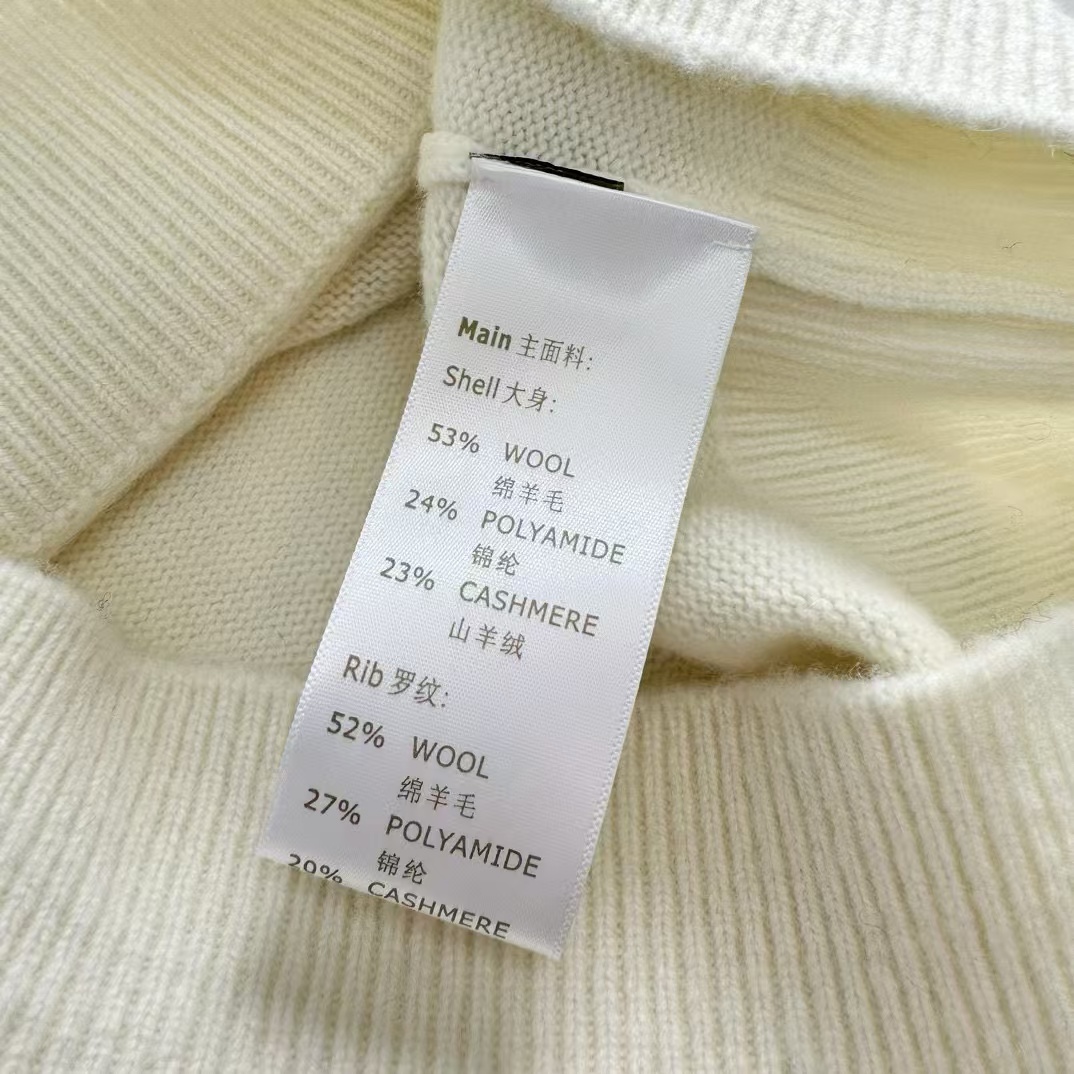 Main 主面料:
Shell 大身:
53% WOOL
绵羊毛
24% POLYAMIDE
锦纶
23% CASHMERE
山羊绒
Rib 罗纹:
52% WOOL
绵羊毛
27% POLYAMIDE
锦纶
20% CASHMERE